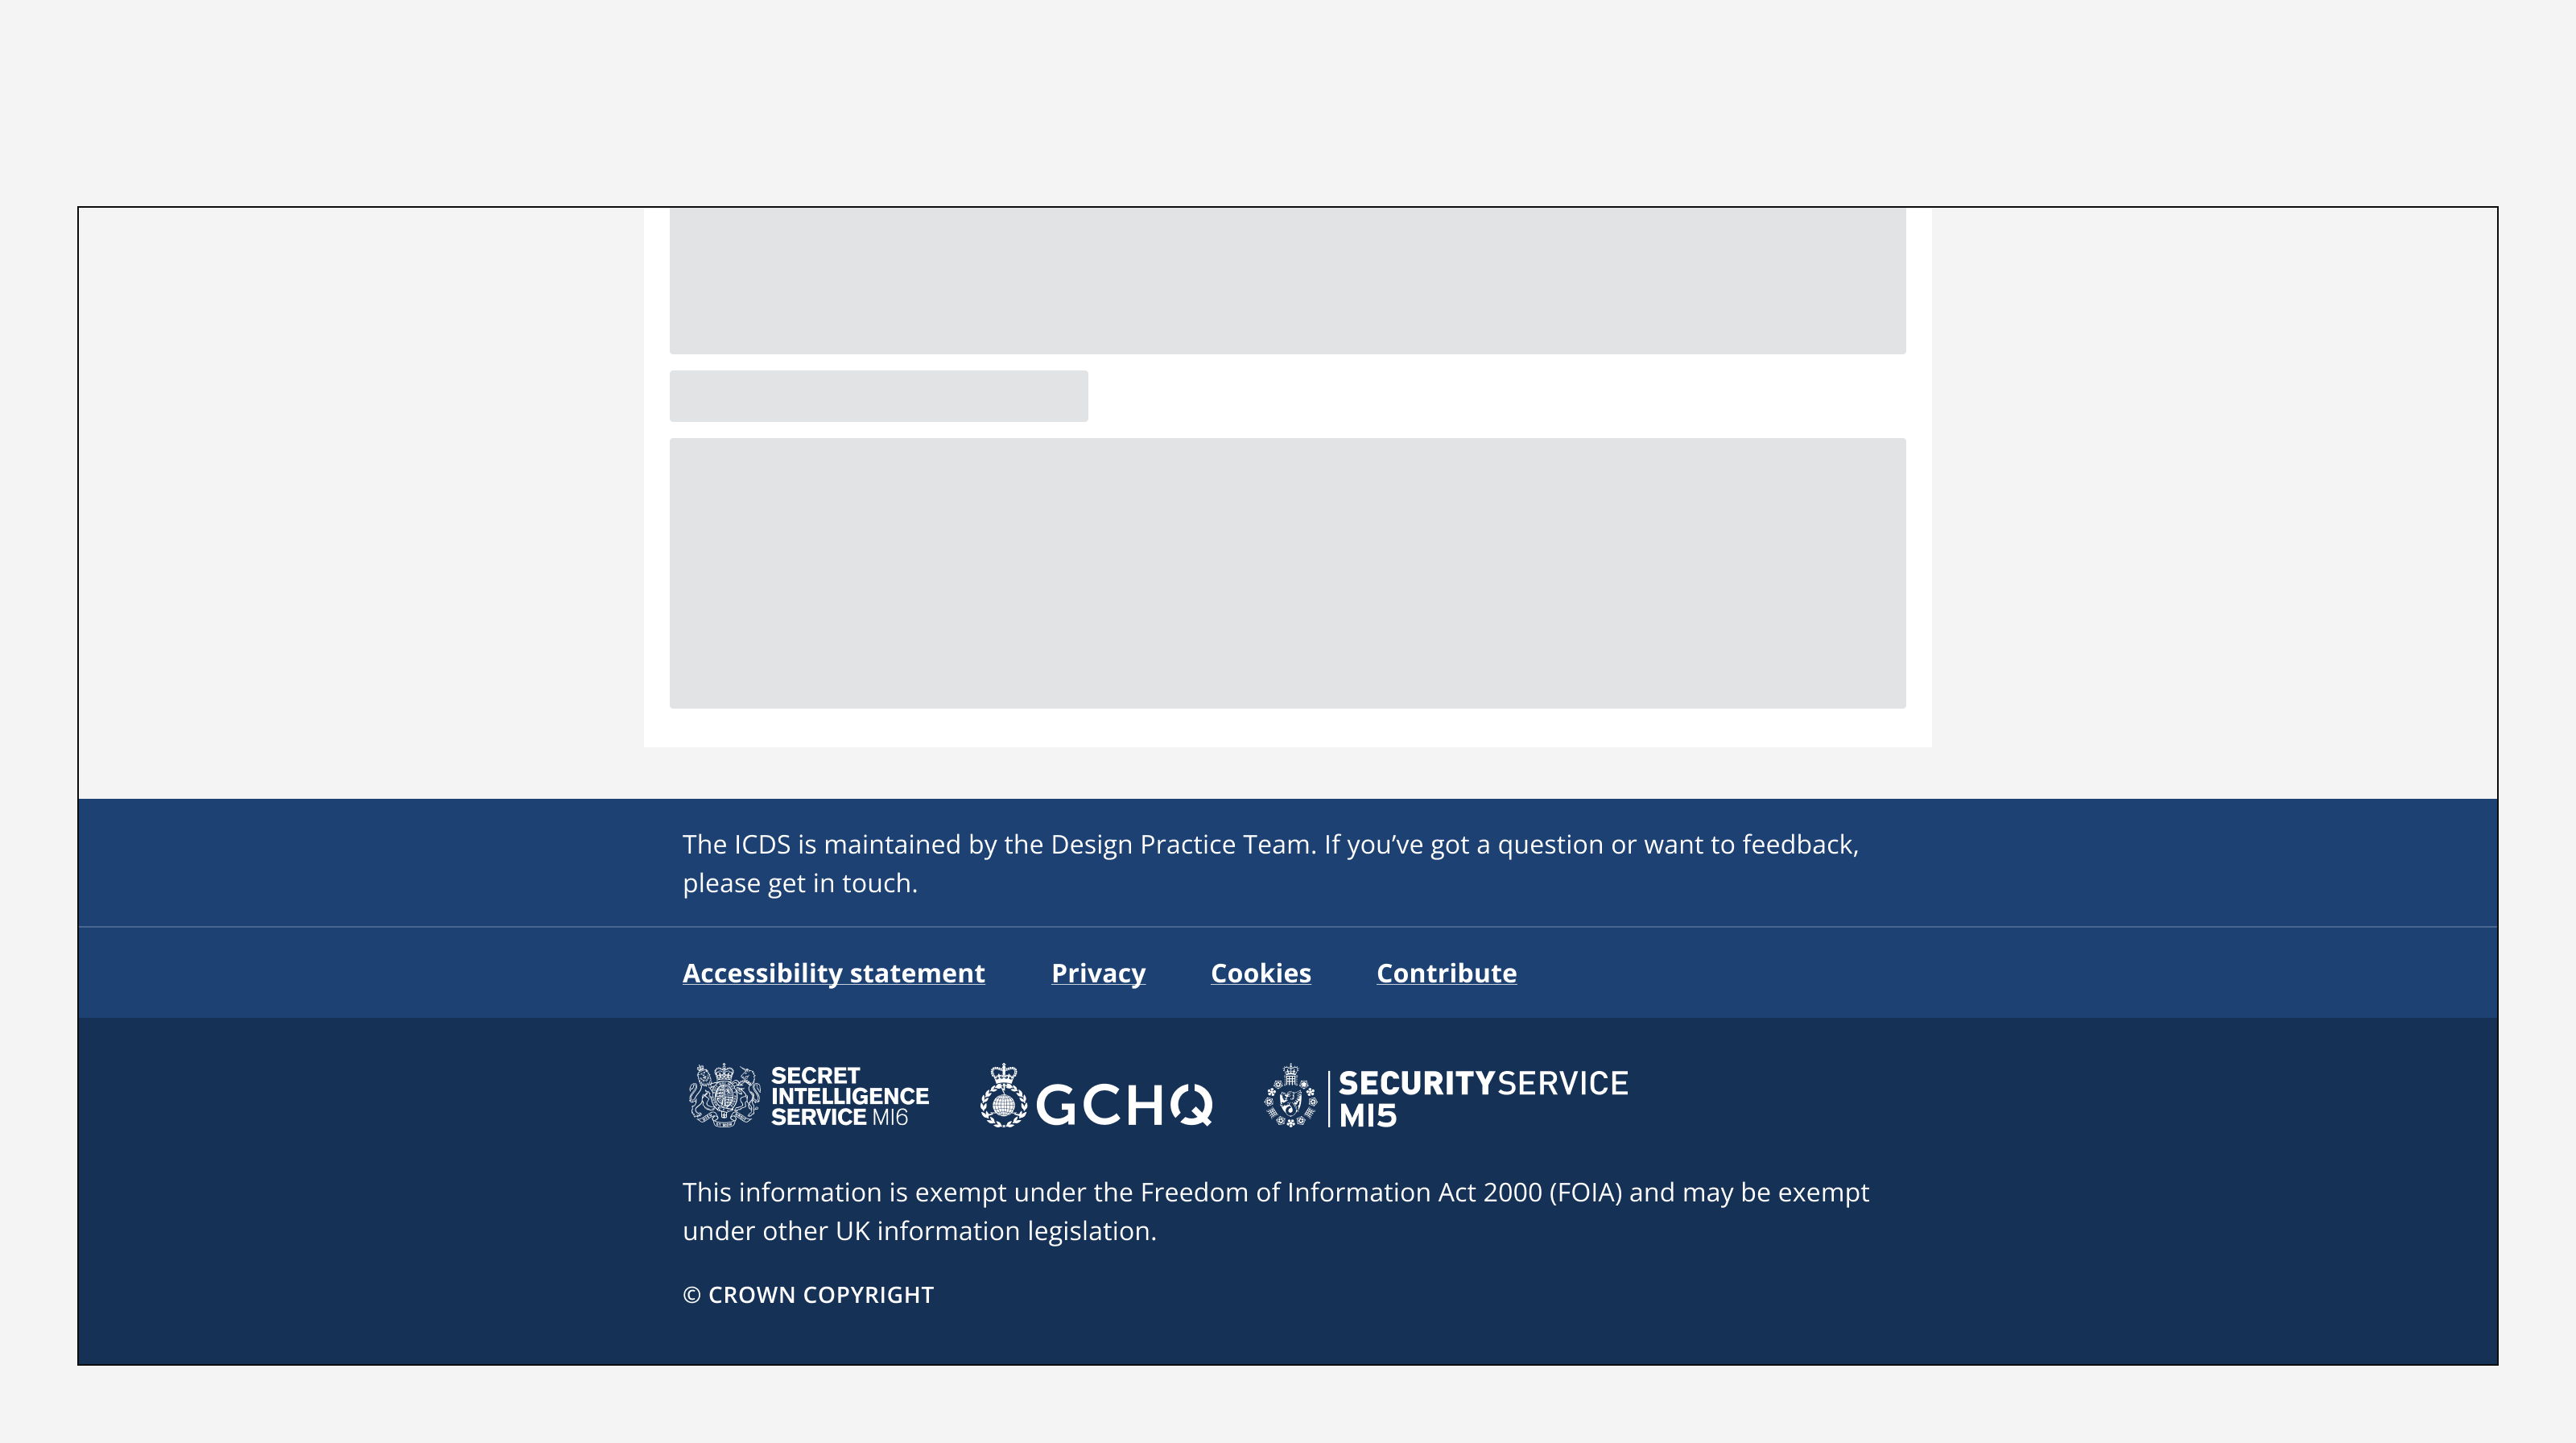 The ICDS is maintained by the Design Practice Team. If you’ve got a question or want to feedback,
please get in touch.
Accessibility statement Privacy Cookies Contribute
SECRET
INTELLIGENCE
SERVICE MI6
GCHQ
SECURITYSERVICE
MI5
This information is exempt under the Freedom of Information Act 2000 (FOIA) and may be exempt
under other UK information legislation.
© CROWN COPYRIGHT